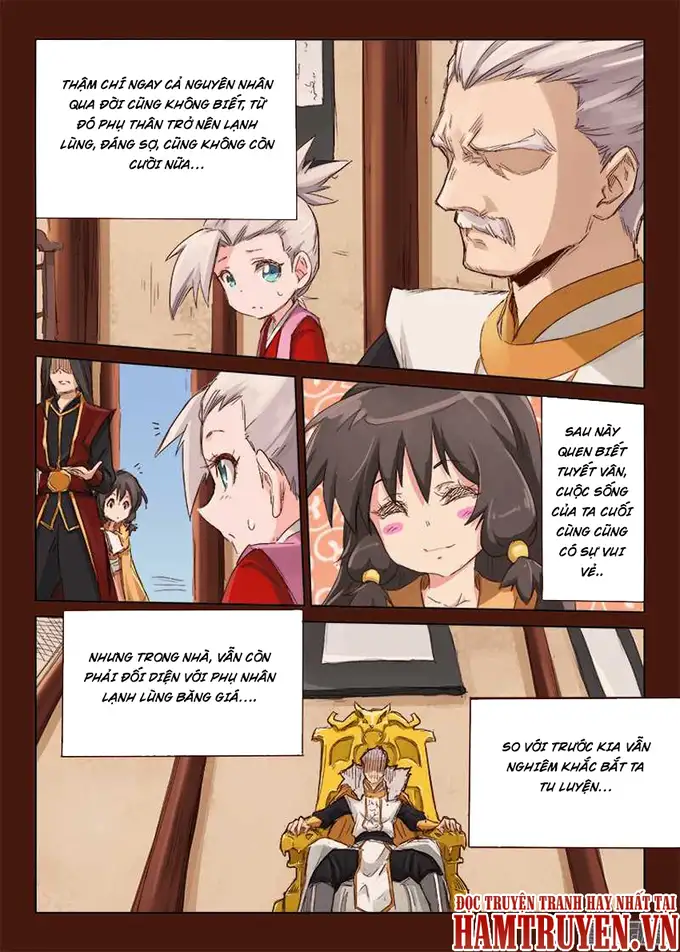 THẬM CHÍ NGAY CẢ NGUYÊN NHÂN
QUA ĐỜI CŨNG KHÔNG BIẾT, TỪ
ĐÓ PHỤ THÂN TRỞ NÊN LẠNH
LÙNG, ĐÁNG SỢ, CŨNG KHÔNG CÒN
CƯỜI NỮA...
SAU NÀY
QUEN BIẾT
TUYẾT VÂN,
CUỘC SỐNG
CỦA TA CUỐI
CÙNG CŨNG
CÓ SỰ VUI
VẺ..
NHƯNG TRONG NHÀ, VẪN CÒN
PHẢI ĐỐI DIỆN VỚI PHỤ NHÂN
LẠNH LÙNG BĂNG GIÁ....
SO VỚI TRƯỚC KIA VẪN
NGHIÊM KHẮC BẮT TA
TU LUYỆN...
ĐỌC TRUYỆN TRANH HAY NHẤT TẠI
HAMTRUYEN.VN